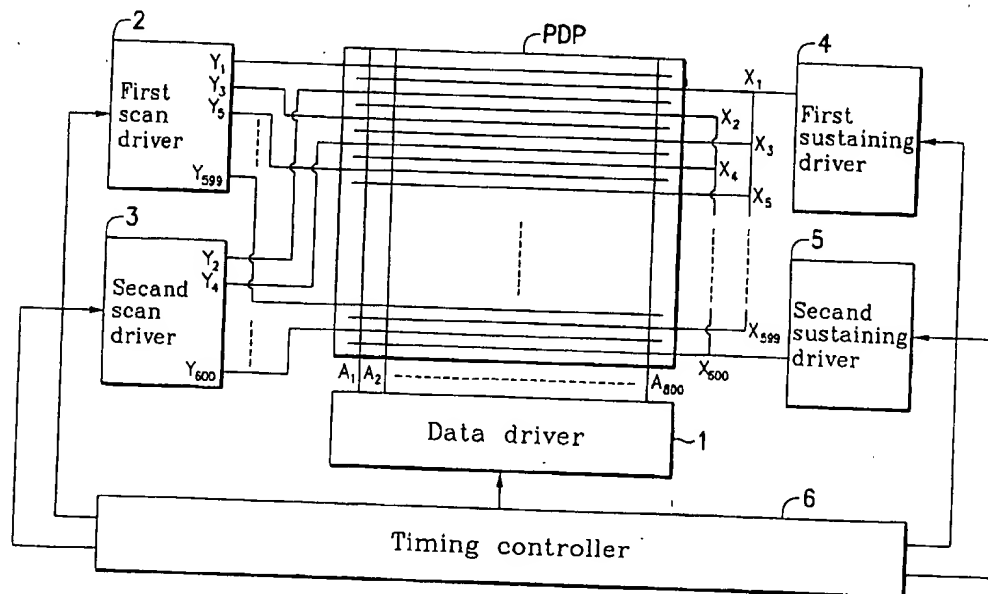 2
PDP
4
Y1
Y3
Y5
Y599
First
scan
driver
X1
X2
X3
X4
X5
First
sustaining
driver
3
Y2
Y4
Y600
Second
scan
driver
5
Second
sustaining
driver
X599
X600
A1 A2
A800
Data driver
1
6
Timing controller